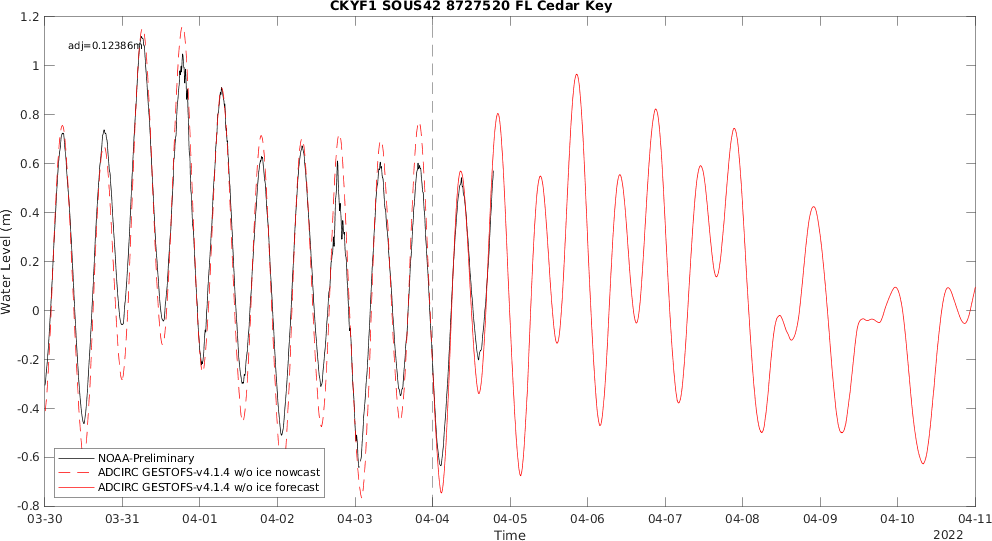 CKYF1 SOUS42 8727520 FL Cedar Key
adj=0.12386m
Water Level (m)
1.2
1
0.8
0.6
0.4
0.2
0
-0.2
-0.4
-0.6
-0.8
NOAA-Preliminary
ADCIRC GESTOFS-v4.1.4 w/o ice nowcast
ADCIRC GESTOFS-v4.1.4 w/o ice forecast
03-30 03-31 04-01 04-02 04-03 04-04 04-05 04-06 04-07 04-08 04-09 04-10 04-11
Time
2022